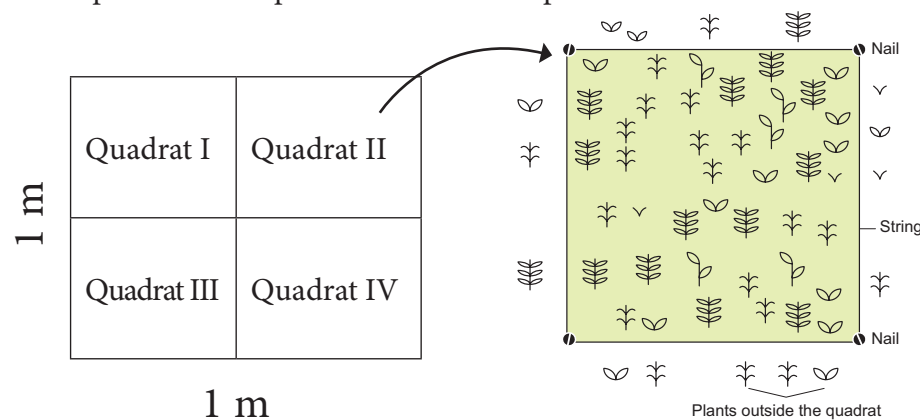 Quadrat I
Quadrat II
Quadrat III
Quadrat IV
1 m
1 m
Nail
String
Nail
Plants outside the quadrat